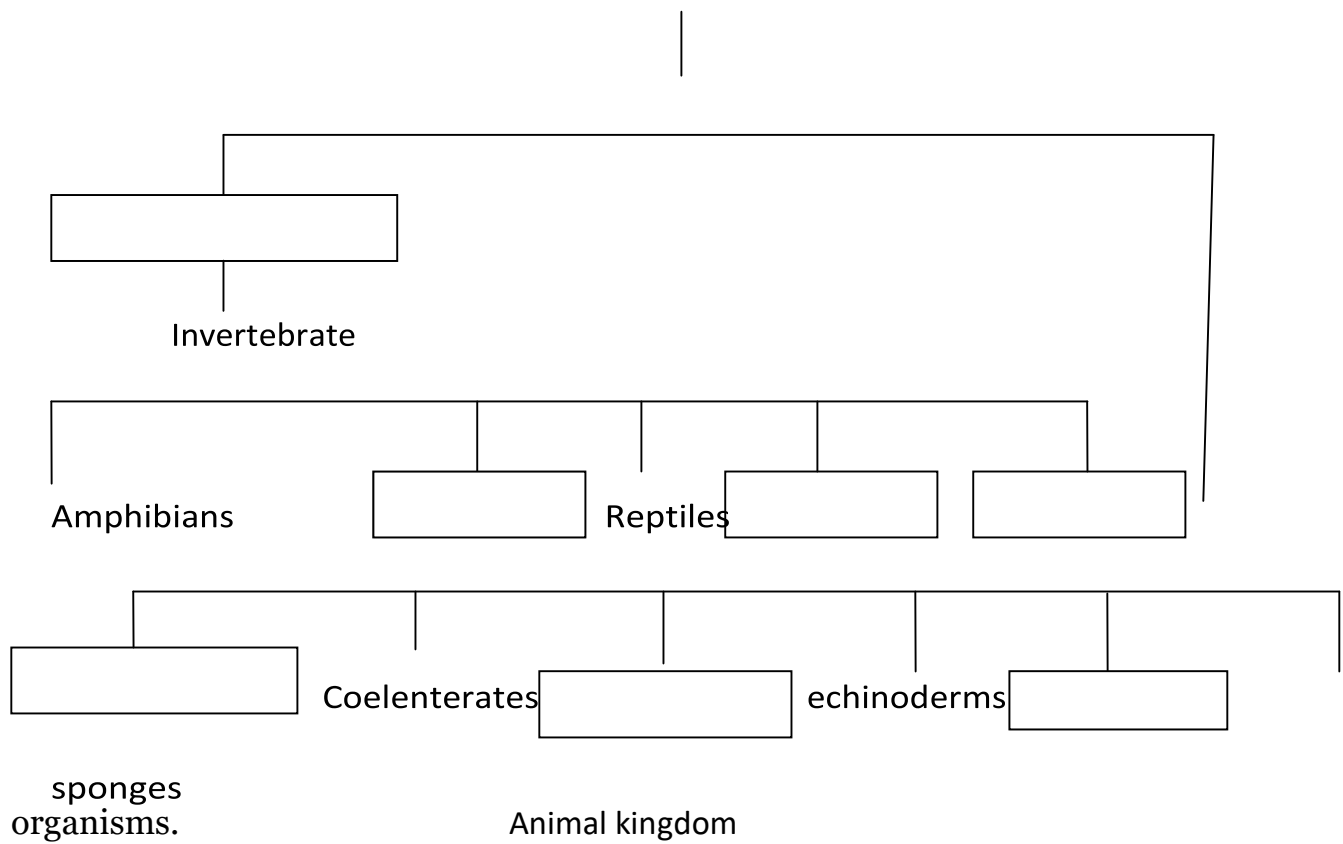 Invertebrate
Amphibians Reptiles
Coelenterates echinoderms
sponges
organisms. Animal kingdom